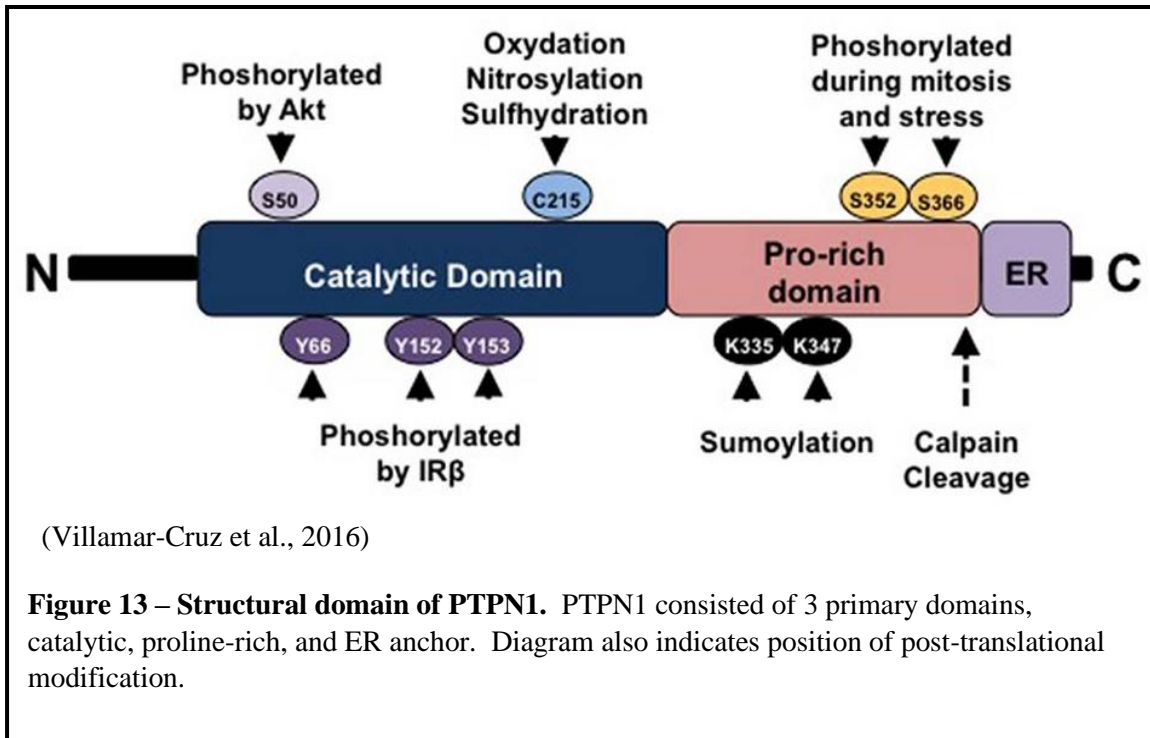 Phoshorylated
by Akt
Oxydation
Nitrosylation
Sulfhydration
Phoshorylated
during mitosis
and stress
S50
C215
S352
S366
N
Catalytic Domain
Pro-rich
domain
ER
C
Y66
Y152
Y153
K335
K347
Phoshorylated
by IRβ
Sumoylation
Calpain
Cleavage
(Villamar-Cruz et al., 2016)
Figure 13 – Structural domain of PTPN1. PTPN1 consisted of 3 primary domains,
catalytic, proline-rich, and ER anchor. Diagram also indicates position of post-translational
modification.